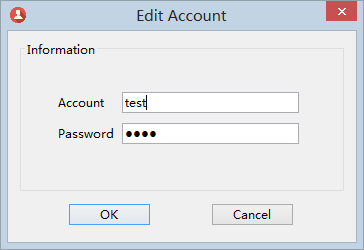 Edit Account
Information
Account test
Password ●●●●
OK Cancel